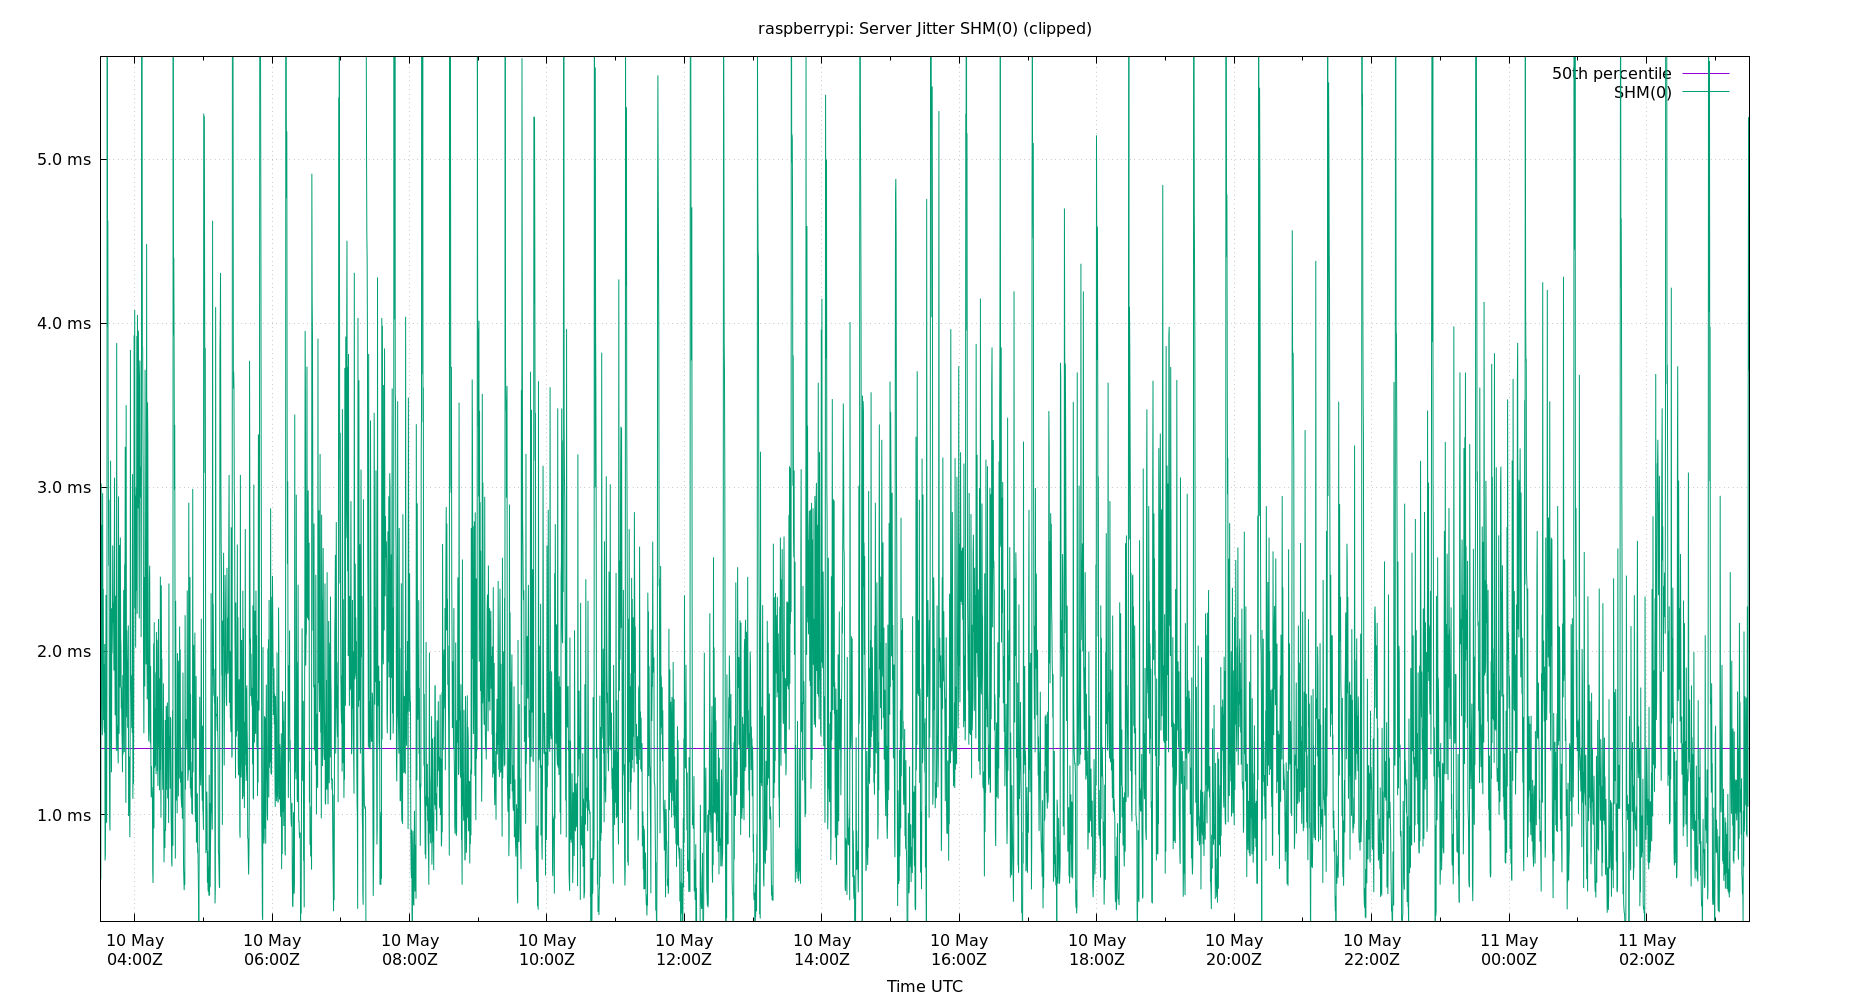 raspberrypi: Server Jitter SHM(0) (clipped)
50th percentile
SHM(0)
5.0 ms
4.0 ms
3.0 ms
2.0 ms
1.0 ms
10 May 10 May 10 May 10 May 10 May 10 May 10 May 10 May 10 May 10 May 11 May 11 May
04:00Z 06:00Z 08:00Z 10:00Z 12:00Z 14:00Z 16:00Z 18:00Z 20:00Z 22:00Z 00:00Z 02:00Z
Time UTC